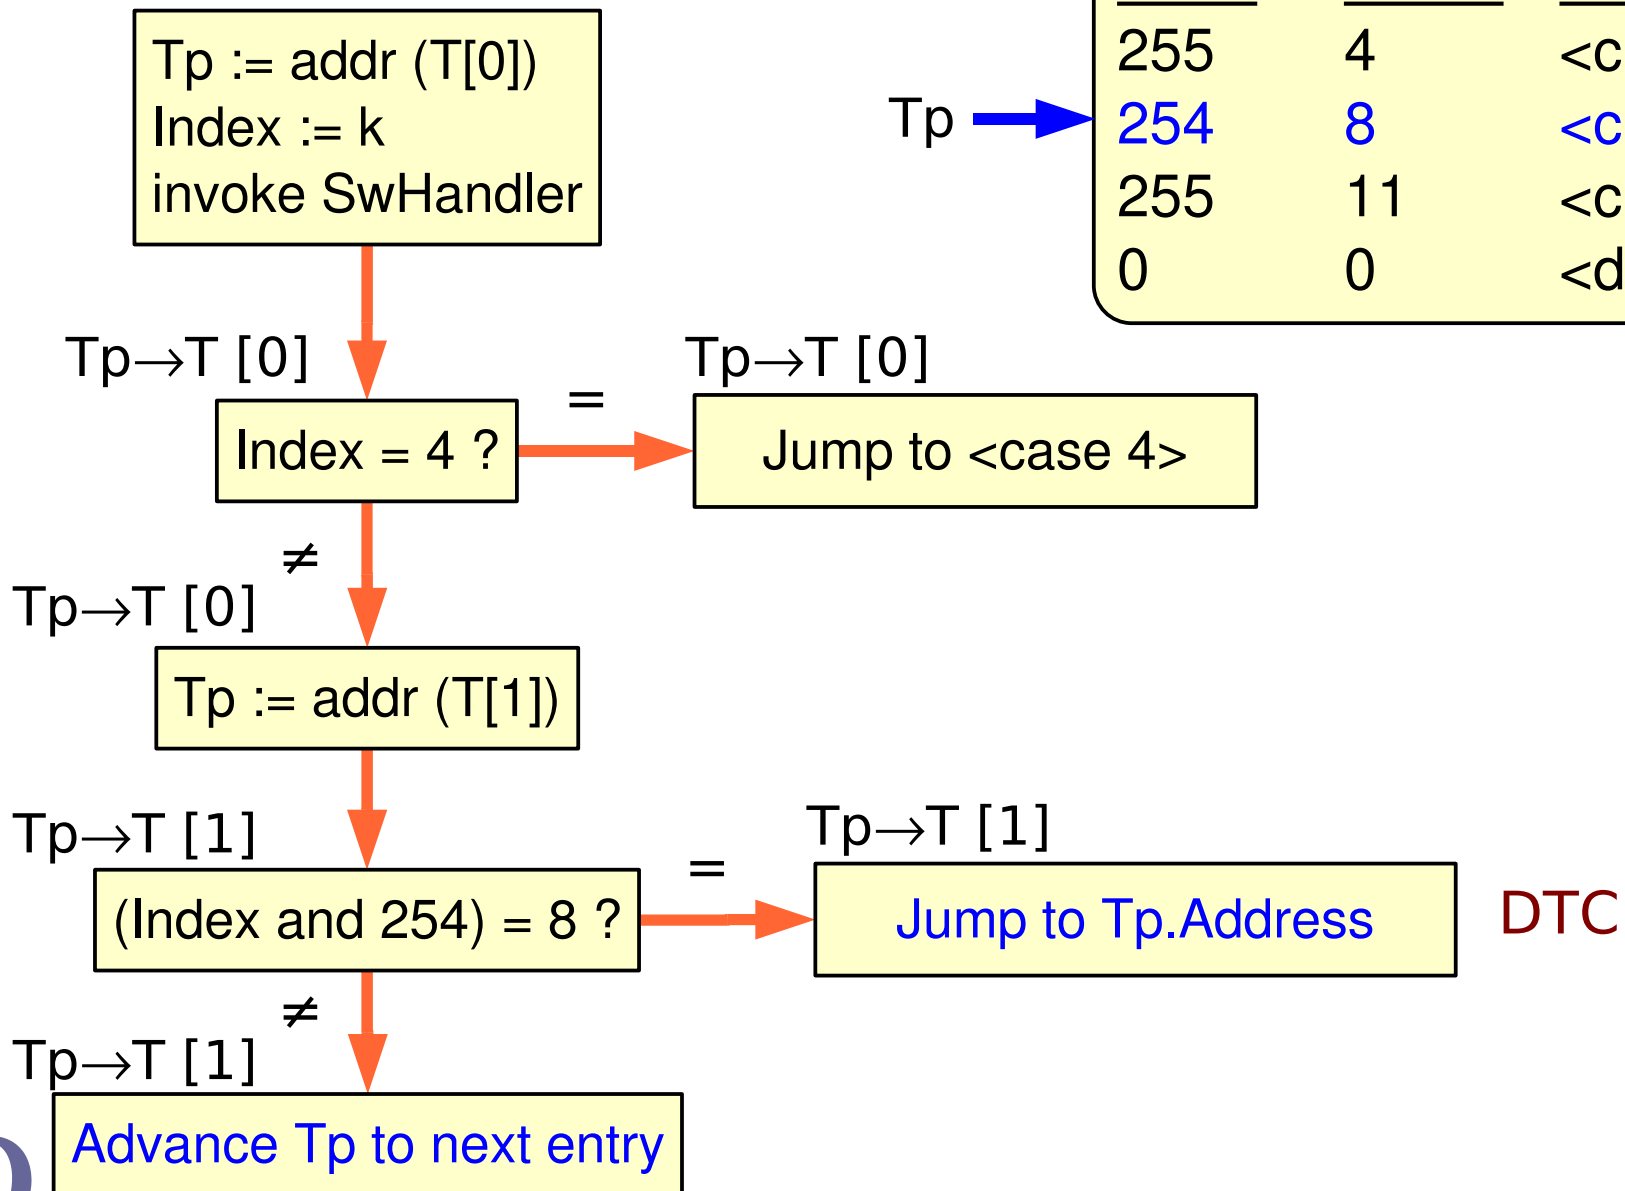 Tp := addr (T[0])
Index := k
invoke SwHandler
255 4 <c
Tp 254 8 <c
255 11 <c
0 0 <d
Tp→T [0]
Tp→T [0]
Index = 4 ?
=
Jump to <case 4>
≠
Tp→T [0]
Tp := addr (T[1])
Tp→T [1]
Tp→T [1]
(Index and 254) = 8 ?
=
Jump to Tp.Address
DTC
≠
Tp→T [1]
Advance Tp to next entry